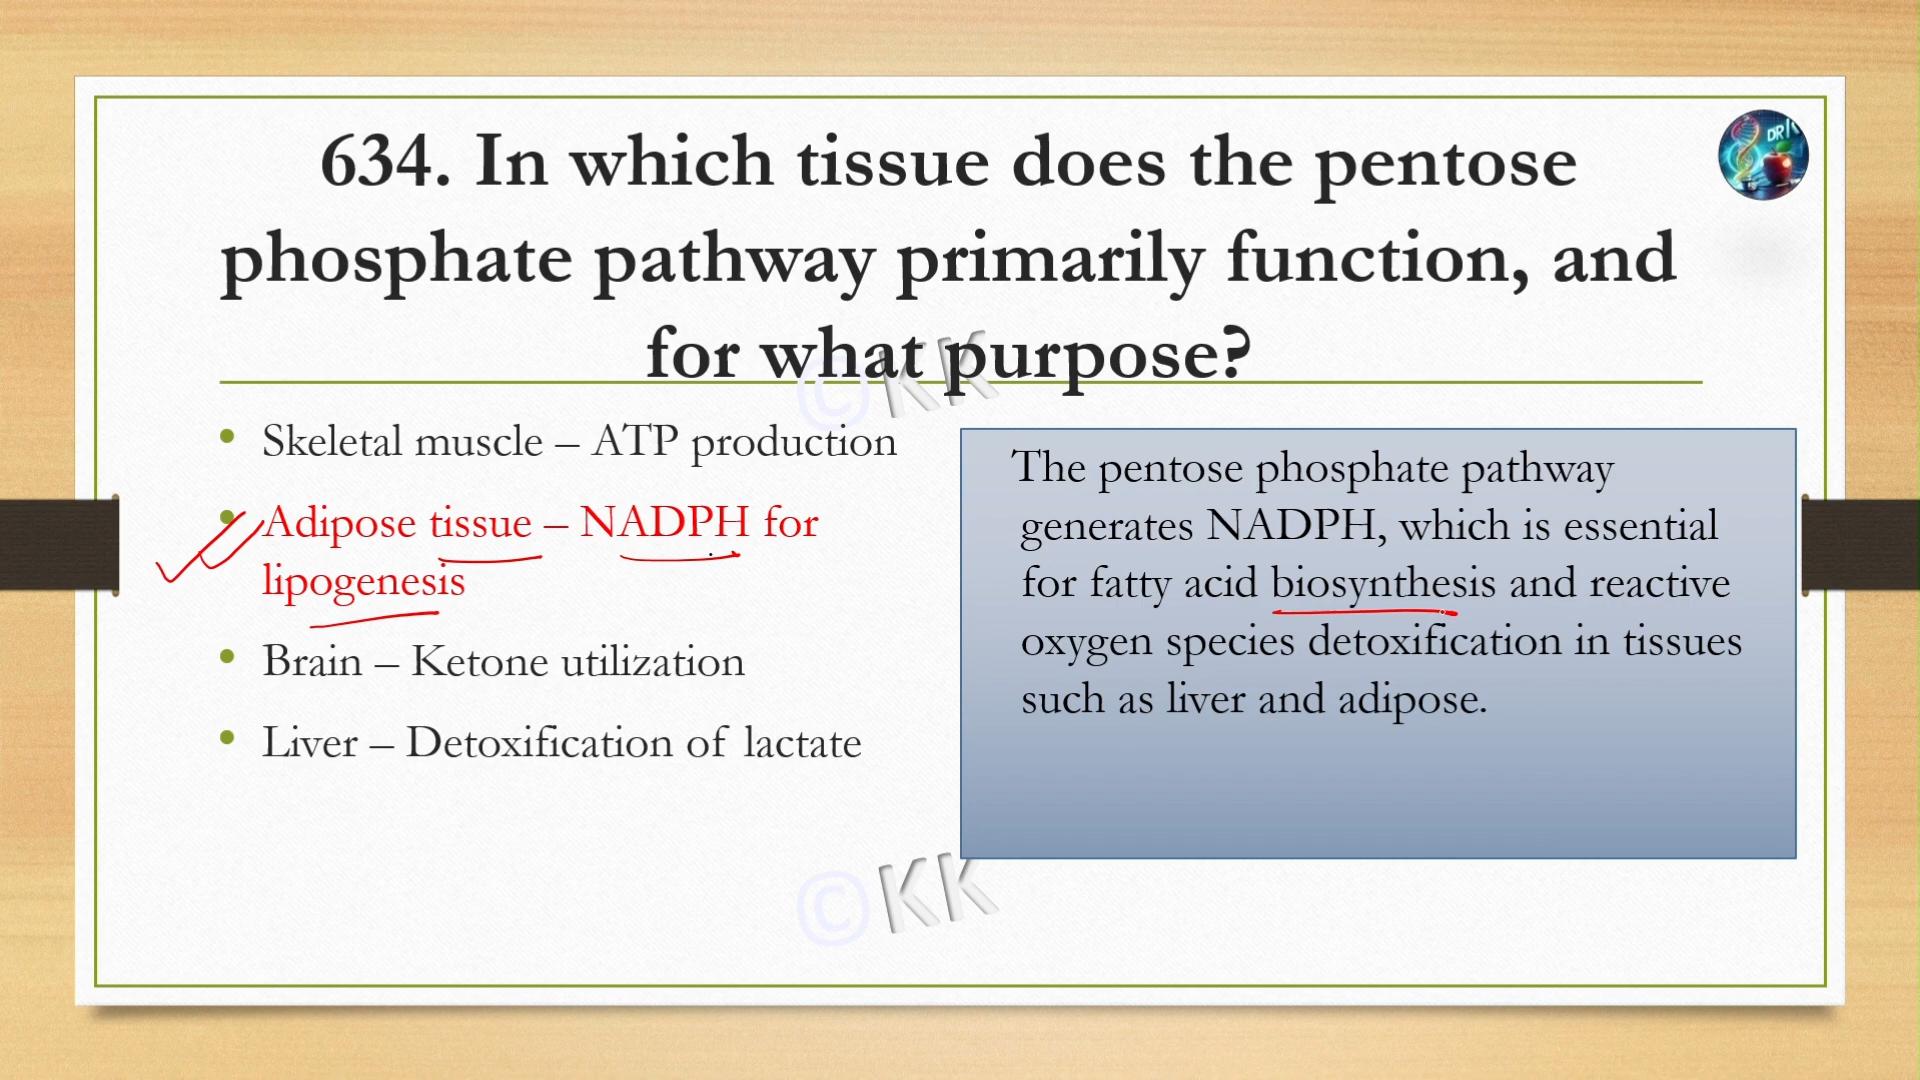 634. In which tissue does the pentose
phosphate pathway primarily function, and
for what purpose?
©KK
• Skeletal muscle – ATP production
• Adipose tissue – NADPH for
lipogenesis
• Brain – Ketone utilization
• Liver – Detoxification of lactate
The pentose phosphate pathway
generates NADPH, which is essential
for fatty acid biosynthesis and reactive
oxygen species detoxification in tissues
such as liver and adipose.
©KK